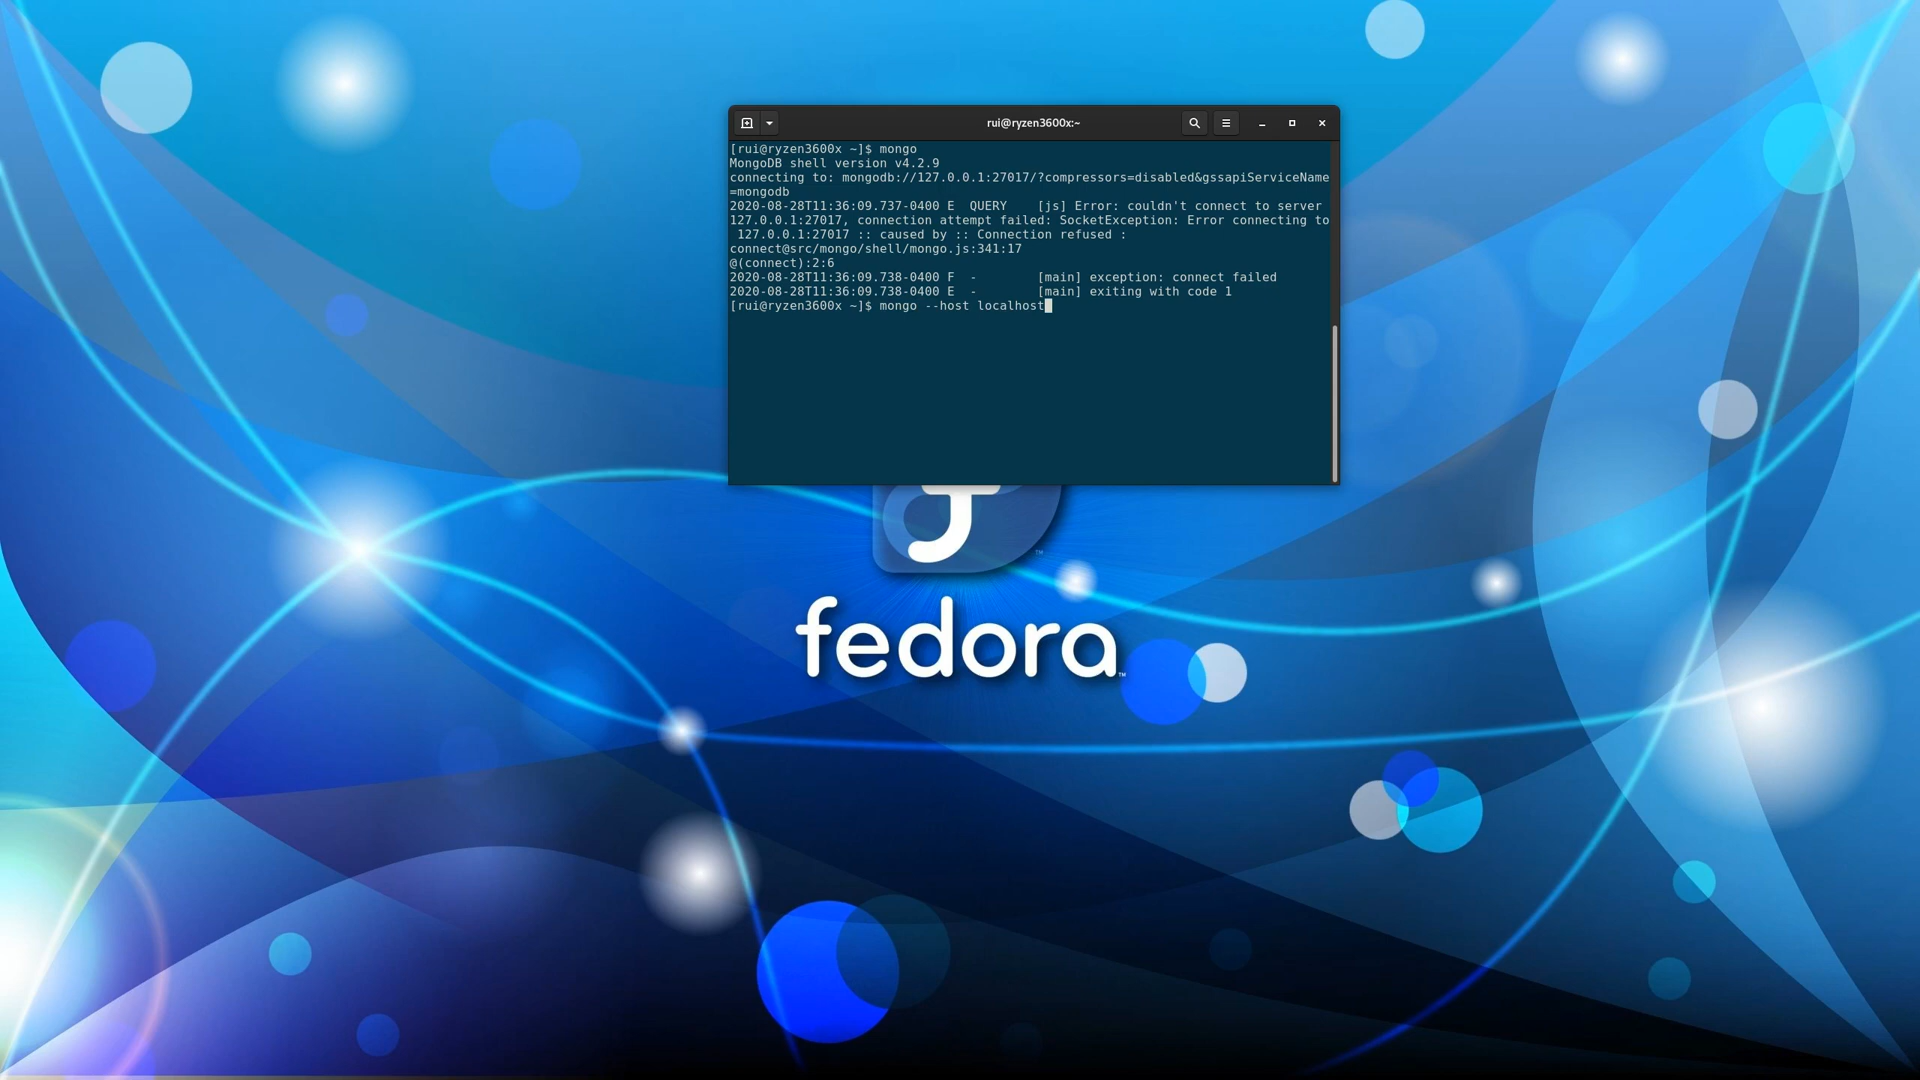 rui@ryzen3600x:~
[rui@ryzen3600x ~]$ mongo
MongoDB shell version v4.2.9
connecting to: mongodb://127.0.0.1:27017/?compressors=disabled&gssapiServiceName
=mongodb
2020-08-28T11:36:09.737-0400 E  QUERY    [js] Error: couldn't connect to server
127.0.0.1:27017, connection attempt failed: SocketException: Error connecting to
 127.0.0.1:27017 :: caused by :: Connection refused :
connect@src/mongo/shell/mongo.js:341:17
@(connect):2:6
2020-08-28T11:36:09.738-0400 F  -        [main] exception: connect failed
2020-08-28T11:36:09.738-0400 E  -        [main] exiting with code 1
[rui@ryzen3600x ~]$ mongo --host localhost
™
fedora™